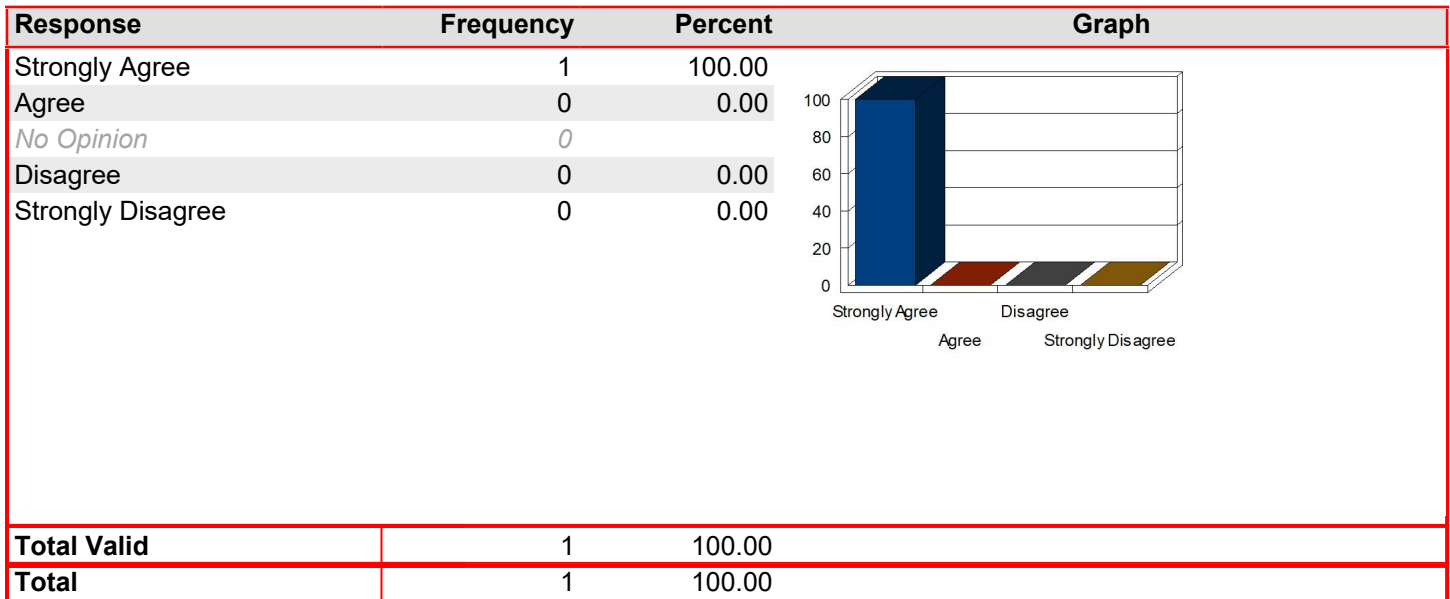 Response Frequency Percent Graph
Strongly Agree 1 100.00
Agree 0 0.00
No Opinion 0
Disagree 0 0.00
Strongly Disagree 0 0.00
100
80
60
40
20
0
Strongly Agree Disagree
Agree Strongly Disagree
Total Valid 1 100.00
Total 1 100.00